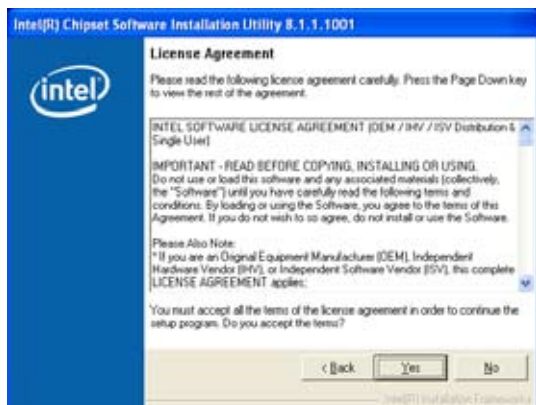 Intel(R) Chipset Software Installation Utility 8.1.1.1001
intel
License Agreement
Please read the following license agreement carefully. Press the Page Down key
to view the rest of the agreement.
INTEL SOFTWARE LICENSE AGREEMENT (OEM / IHV / ISV Distribution &
Single User)
IMPORTANT - READ BEFORE COPYING, INSTALLING OR USING.
Do not use or load this software and any associated materials (collectively,
the "Software") until you have carefully read the following terms and
conditions. By loading or using the Software, you agree to the terms of this
Agreement. If you do not wish to so agree, do not install or use the Software.
Please Also Note:
* If you are an Original Equipment Manufacturer (OEM), Independent
Hardware Vendor (IHV), or Independent Software Vendor (ISV), this complete
LICENSE AGREEMENT applies;
You must accept all the terms of the license agreement in order to continue the
setup program. Do you accept the terms?
< Back
Yes
No
Intel(R) Installation Framework